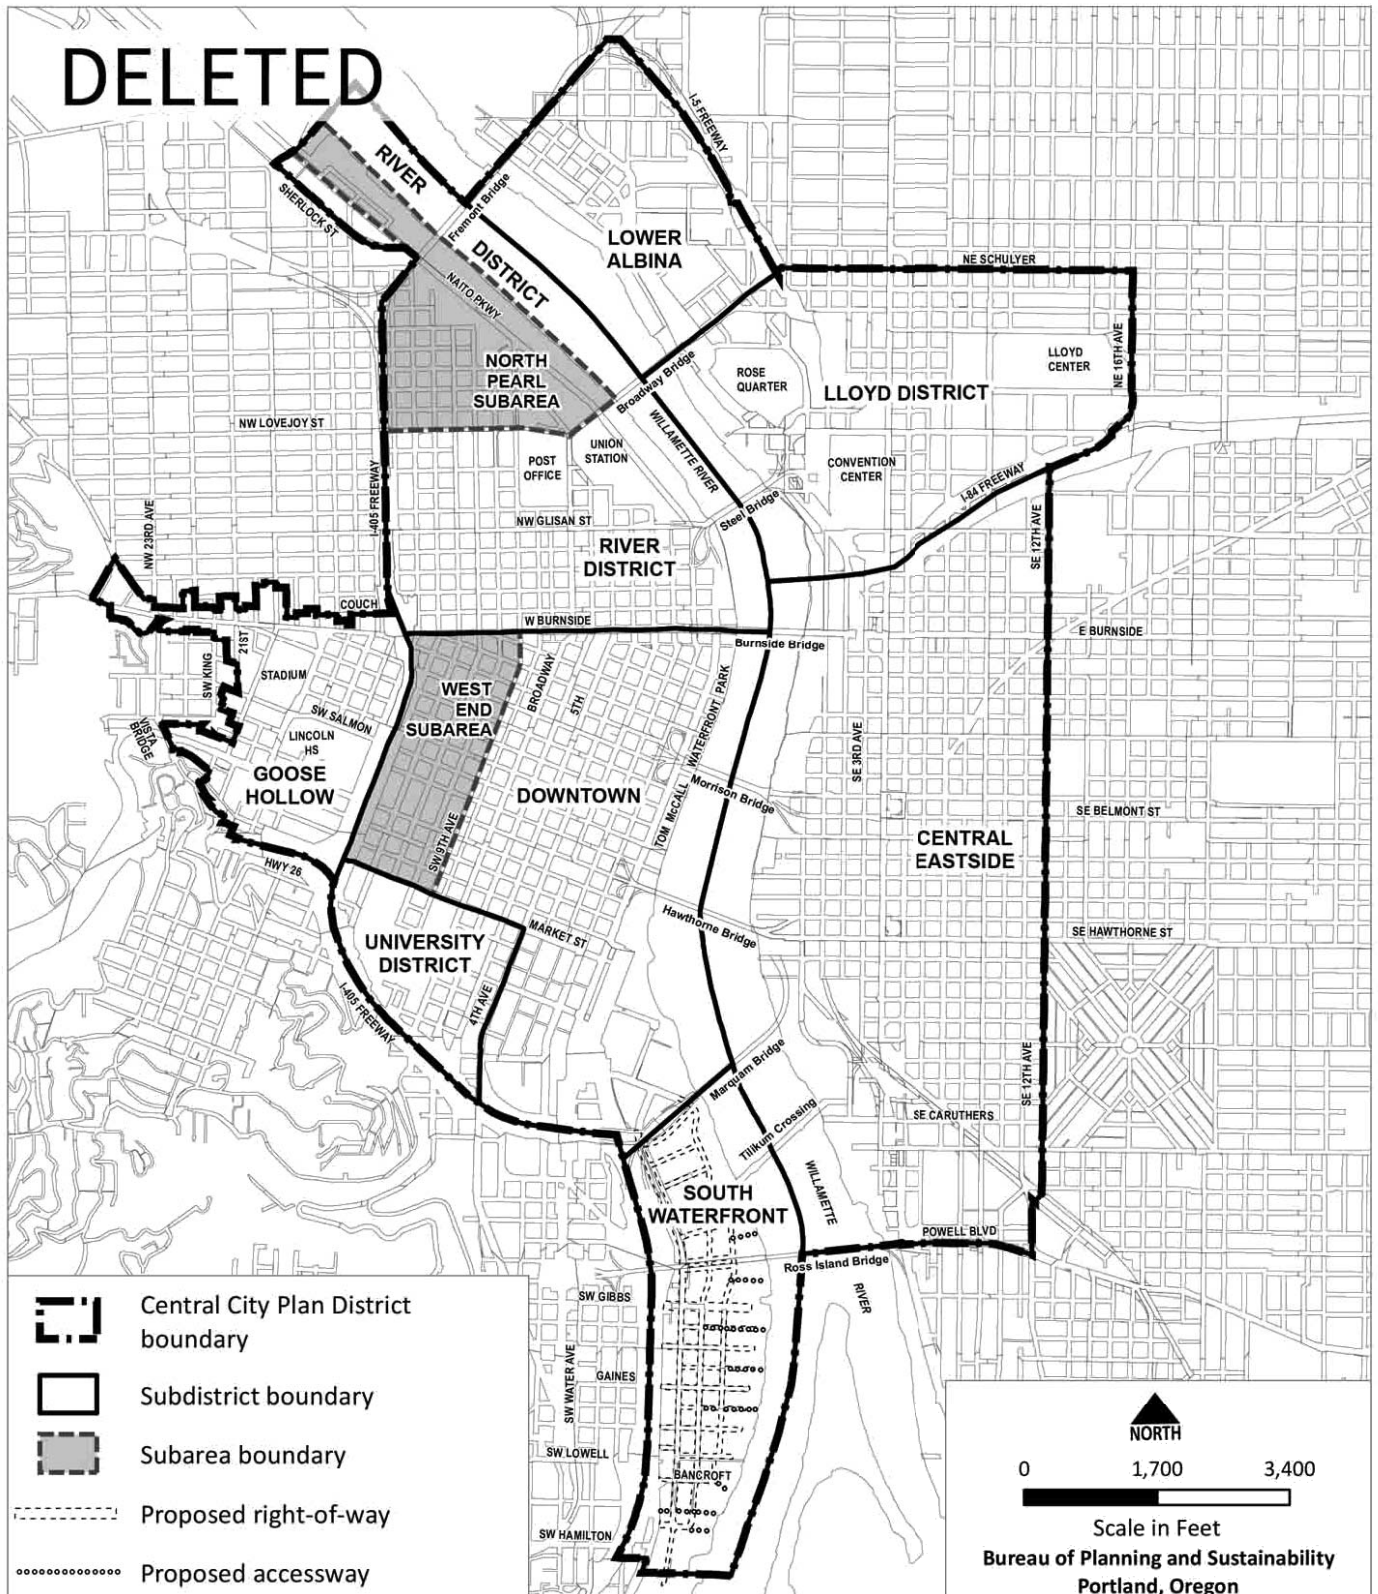 DELETED
I-5 FREEWAY
RIVER
SHERLOCK ST
Fremont Bridge
LOWER
ALBINA
DISTRICT
NE SCHULYER
NAITO PKWY
NORTH
PEARL
SUBAREA
ROSE
QUARTER
LLOYD
CENTER
NE 16TH AVE
Broadway Bridge
LLOYD DISTRICT
NW LOVEJOY ST
WILLAMETTE RIVER
UNION
STATION
POST
OFFICE
CONVENTION
CENTER
I-405 FREEWAY
I-84 FREEWAY
NW 23RD AVE
NW GLISAN ST
Steel Bridge
SE 12TH AVE
RIVER
DISTRICT
COUCH
W BURNSIDE
E BURNSIDE
Burnside Bridge
21ST
SW KING
STADIUM
WEST
END
SUBAREA
BROADWAY
5TH
SW SALMON
LINCOLN
HS
VISTA
BRIDGE
TOM McCALL WATERFRONT PARK
SE 3RD AVE
GOOSE
HOLLOW
DOWNTOWN
Morrison Bridge
SE BELMONT ST
SW 9TH AVE
CENTRAL
EASTSIDE
HWY 26
Hawthorne Bridge
MARKET ST
SE HAWTHORNE ST
UNIVERSITY
DISTRICT
I-405 FREEWAY
4TH AVE
Marquam Bridge
SE 12TH AVE
SE CARUTHERS
Tilikum Crossing
SOUTH
WATERFRONT
WILLAMETTE
POWELL BLVD
Ross Island Bridge
RIVER
SW GIBBS
GAINES
SW WATER AVE
SW LOWELL
BANCROFT
SW HAMILTON
Central City Plan District
boundary
Subdistrict boundary
Subarea boundary
Proposed right-of-way
Proposed accessway
NORTH
0 1,700 3,400
Scale in Feet
Bureau of Planning and Sustainability
Portland, Oregon